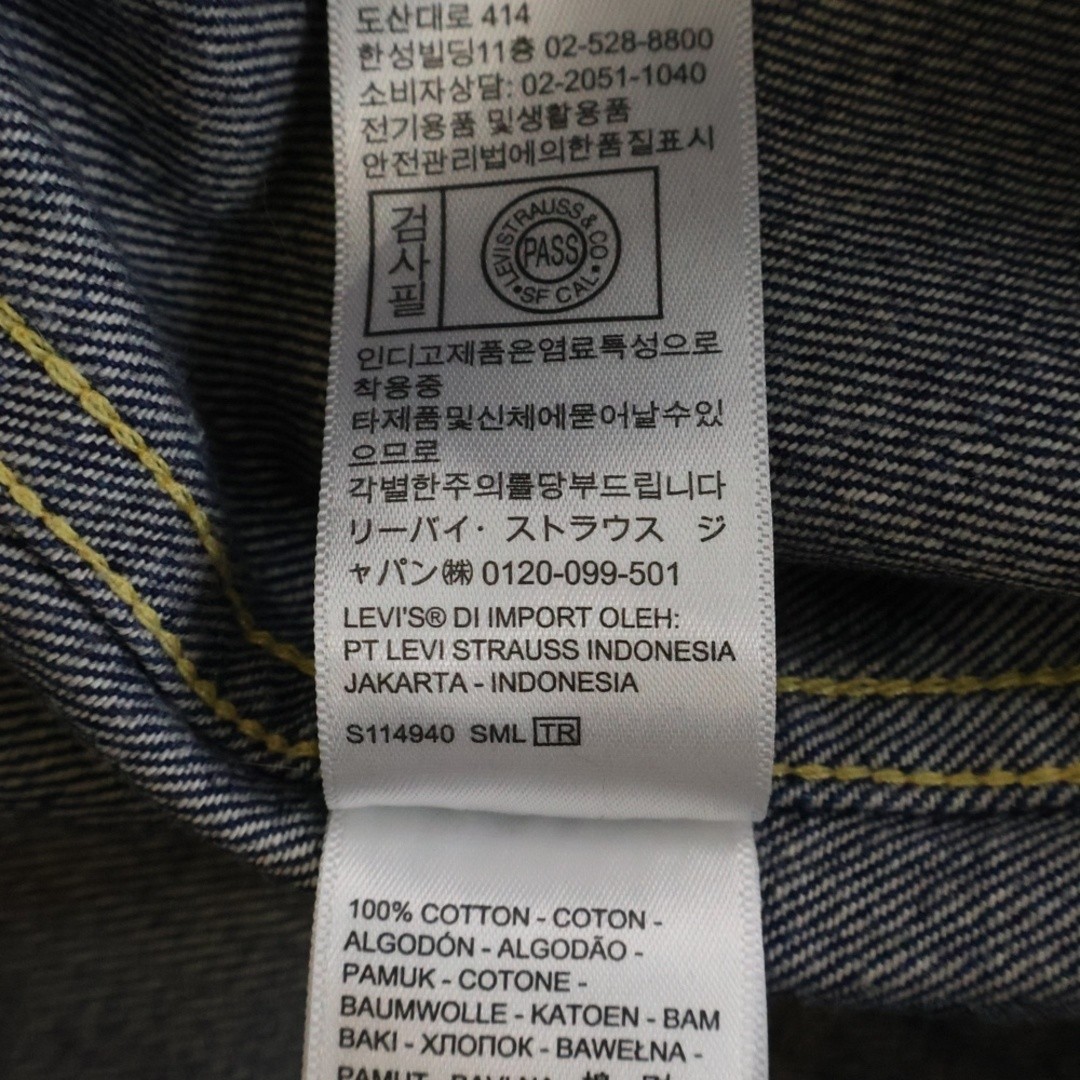 도산대로 414
한성빌딩11층 02-528-8800
소비자상담: 02-2051-1040
전기용품 및생활용품
안전관리법에의한품질표시
검사필
LEVI STRAUSS & CO
PASS
SF CAL
인디고제품은염료특성으로
착용중
타제품및신체에묻어날수있
으므로
각별한주의를당부드립니다
リーバイ・ストラウス ジ
ャパン㈱ 0120-099-501
LEVI'S® DI IMPORT OLEH:
PT LEVI STRAUSS INDONESIA
JAKARTA - INDONESIA
S114940 SML TR
100% COTTON - COTON -
ALGODÓN - ALGODÃO -
PAMUK - COTONE -
BAUMWOLLE - KATOEN - BAM
BAKI - ХЛОПОК - BAWEŁNA -
PAMUT - BAVLNA - 棉